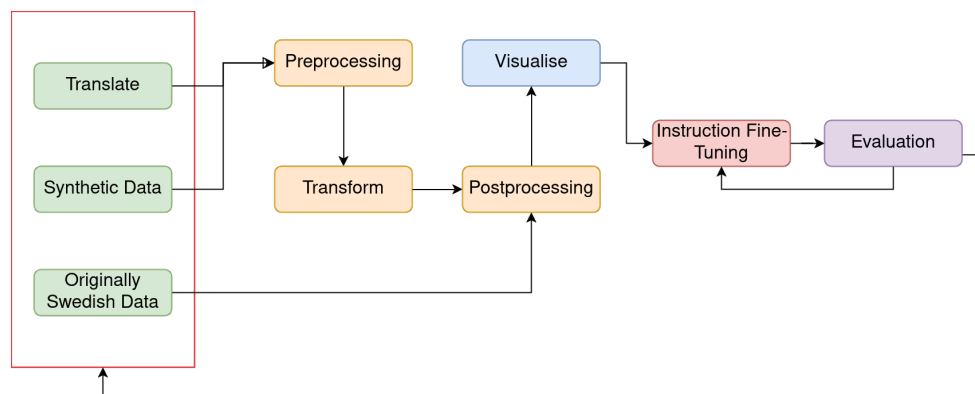 Translate
Synthetic Data
Originally
Swedish Data
Preprocessing
Transform
Postprocessing
Visualise
Instruction Fine-
Tuning
Evaluation